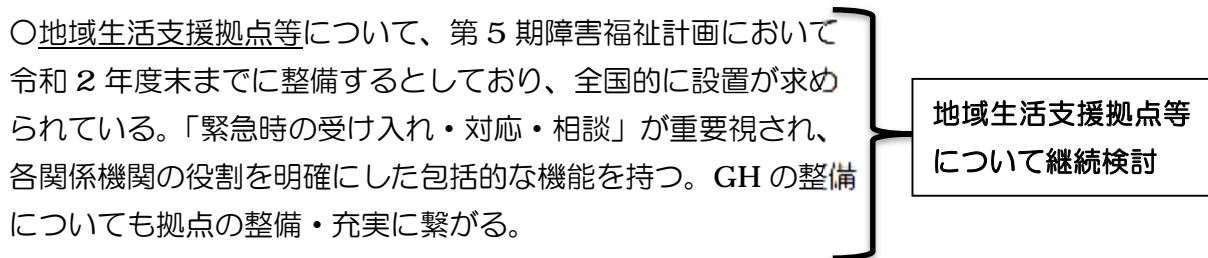 ○地域生活支援拠点等について、第5期障害福祉計画において
令和2年度末までに整備するとしており、全国的に設置が求め
られている。「緊急時の受け入れ・対応・相談」が重要視され、
各関係機関の役割を明確にした包括的な機能を持つ。GHの整備
についても拠点の整備・充実に繋がる。
地域生活支援拠点等
について継続検討